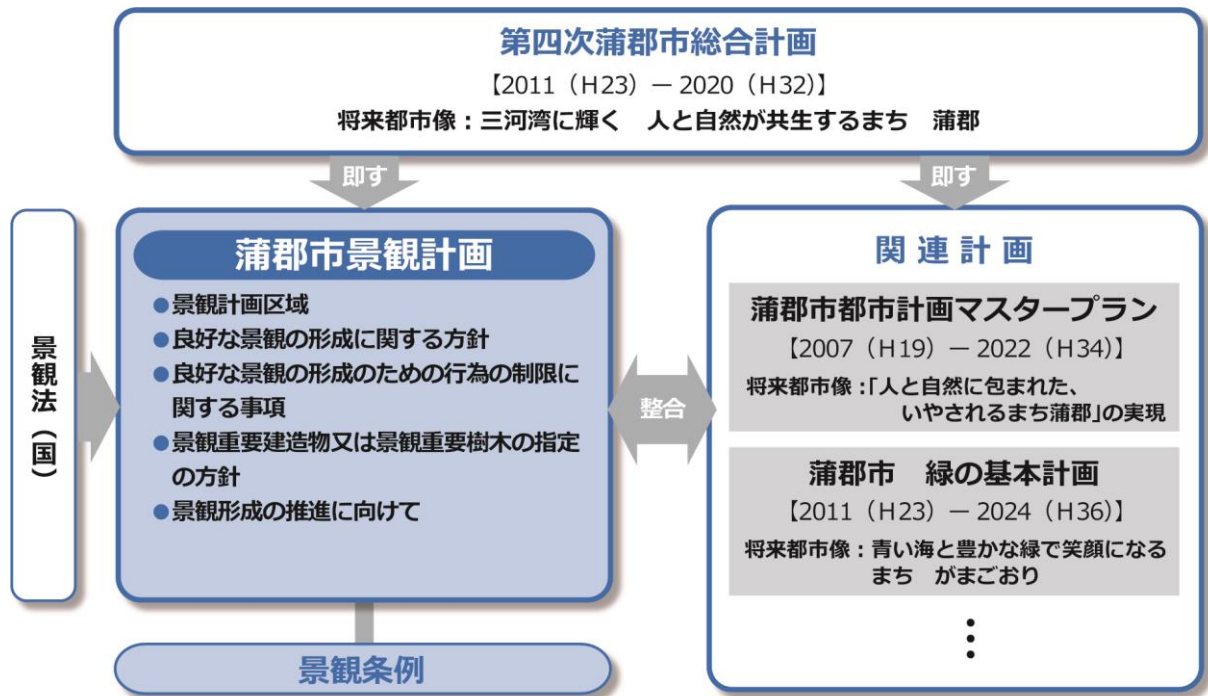 第四次蒲郡市総合計画
【2011（H23）― 2020（H32）】
将来都市像：三河湾に輝く　人と自然が共生するまち　蒲郡
即す
即す
景観法（国）
蒲郡市景観計画
●景観計画区域
●良好な景観の形成に関する方針
●良好な景観の形成のための行為の制限に
関する事項
●景観重要建造物又は景観重要樹木の指定
の方針
●景観形成の推進に向けて
整合
関連計画
蒲郡市都市計画マスタープラン
【2007（H19）― 2022（H34）】
将来都市像：「人と自然に包まれた、
いやされるまち蒲郡」の実現
蒲郡市　緑の基本計画
【2011（H23）― 2024（H36）】
将来都市像：青い海と豊かな緑で笑顔になる
まち　がまごおり
景観条例